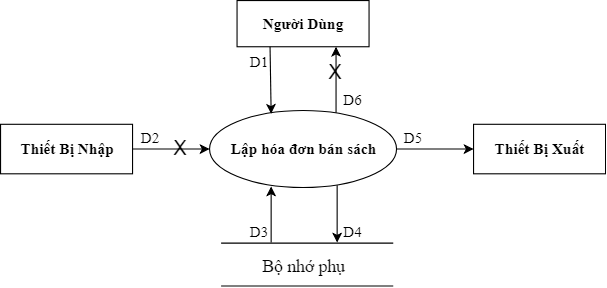 Người Dùng
D1
D6
Thiết Bị Nhập
D2
Lập hóa đơn bán sách
D5
Thiết Bị Xuất
D3
D4
Bộ nhớ phụ